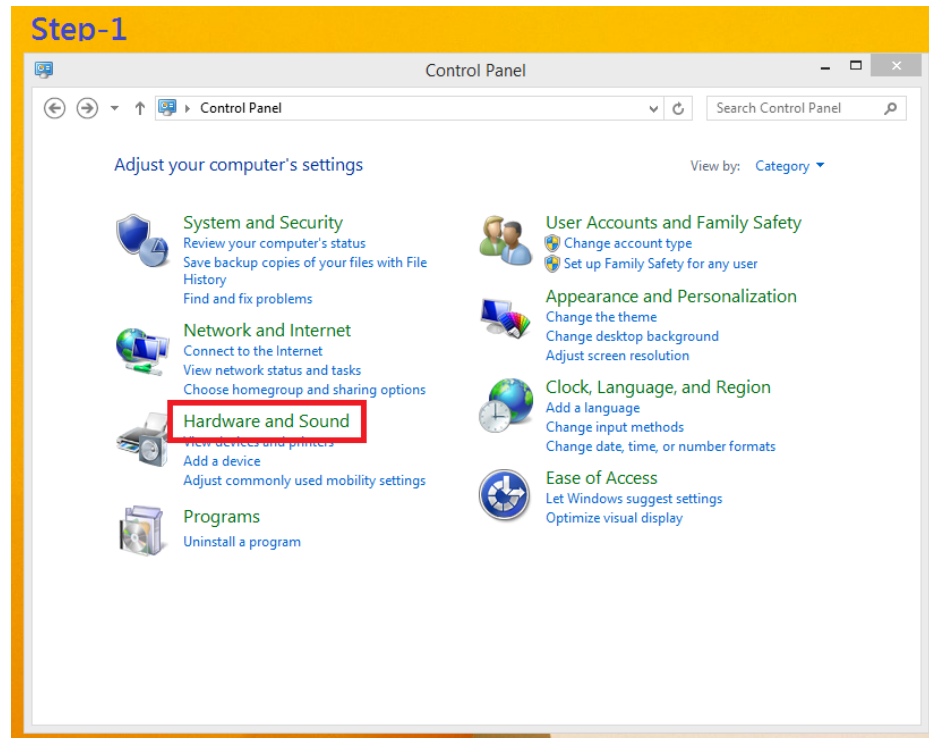 Step-1
Control Panel
Control Panel
Search Control Panel
Adjust your computer's settings
View by: Category
System and Security
Review your computer's status
Save backup copies of your files with File
History
Find and fix problems
Network and Internet
Connect to the Internet
View network status and tasks
Choose homegroup and sharing options
Hardware and Sound
View devices and printers
Add a device
Adjust commonly used mobility settings
Programs
Uninstall a program
User Accounts and Family Safety
Change account type
Set up Family Safety for any user
Appearance and Personalization
Change the theme
Change desktop background
Adjust screen resolution
Clock, Language, and Region
Add a language
Change input methods
Change date, time, or number formats
Ease of Access
Let Windows suggest settings
Optimize visual display